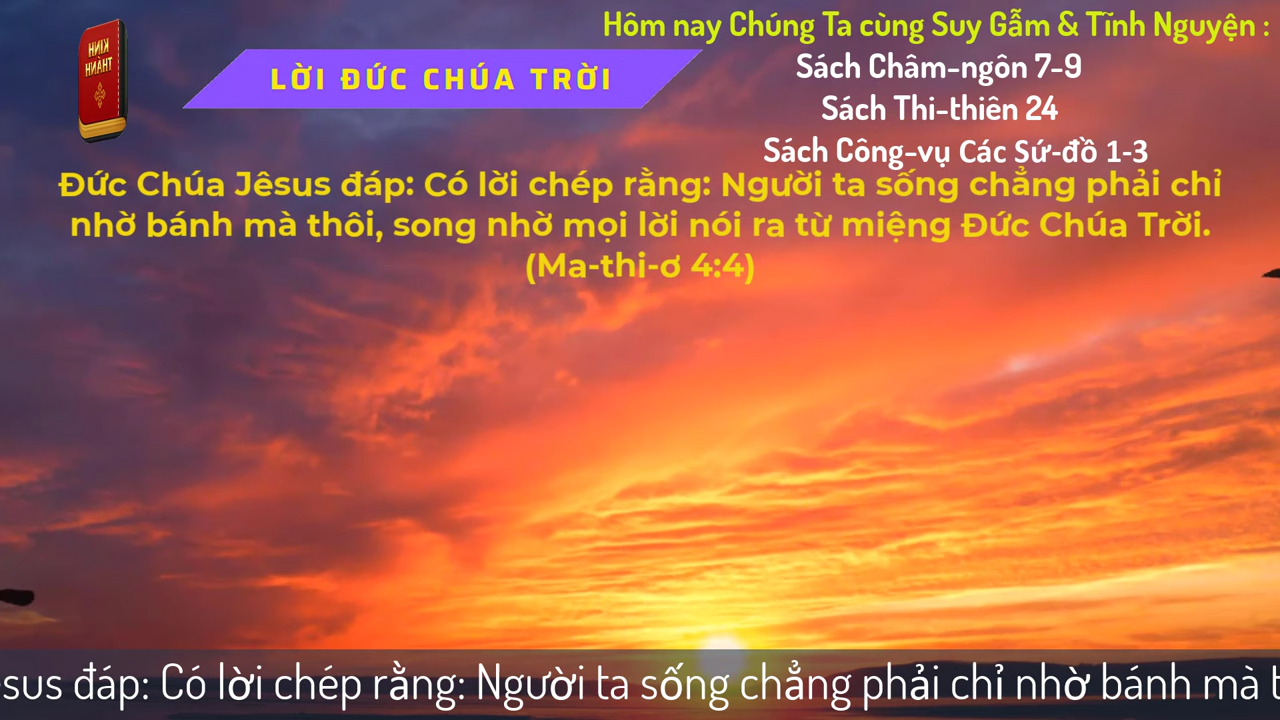 Hôm nay Chúng Ta cùng Suy Gẫm & Tĩnh Nguyện :
Sách Châm-ngôn 7-9
Sách Thi-thiên 24
Sách Công-vụ Các Sứ-đồ 1-3
KINH
THÁNH
LỜI ĐỨC CHÚA TRỜI
Đức Chúa Jêsus đáp: Có lời chép rằng: Người ta sống chẳng phải chỉ
nhờ bánh mà thôi, song nhờ mọi lời nói ra từ miệng Đức Chúa Trời.
(Ma-thi-ơ 4:4)
sus đáp: Có lời chép rằng: Người ta sống chẳng phải chỉ nhờ bánh mà t